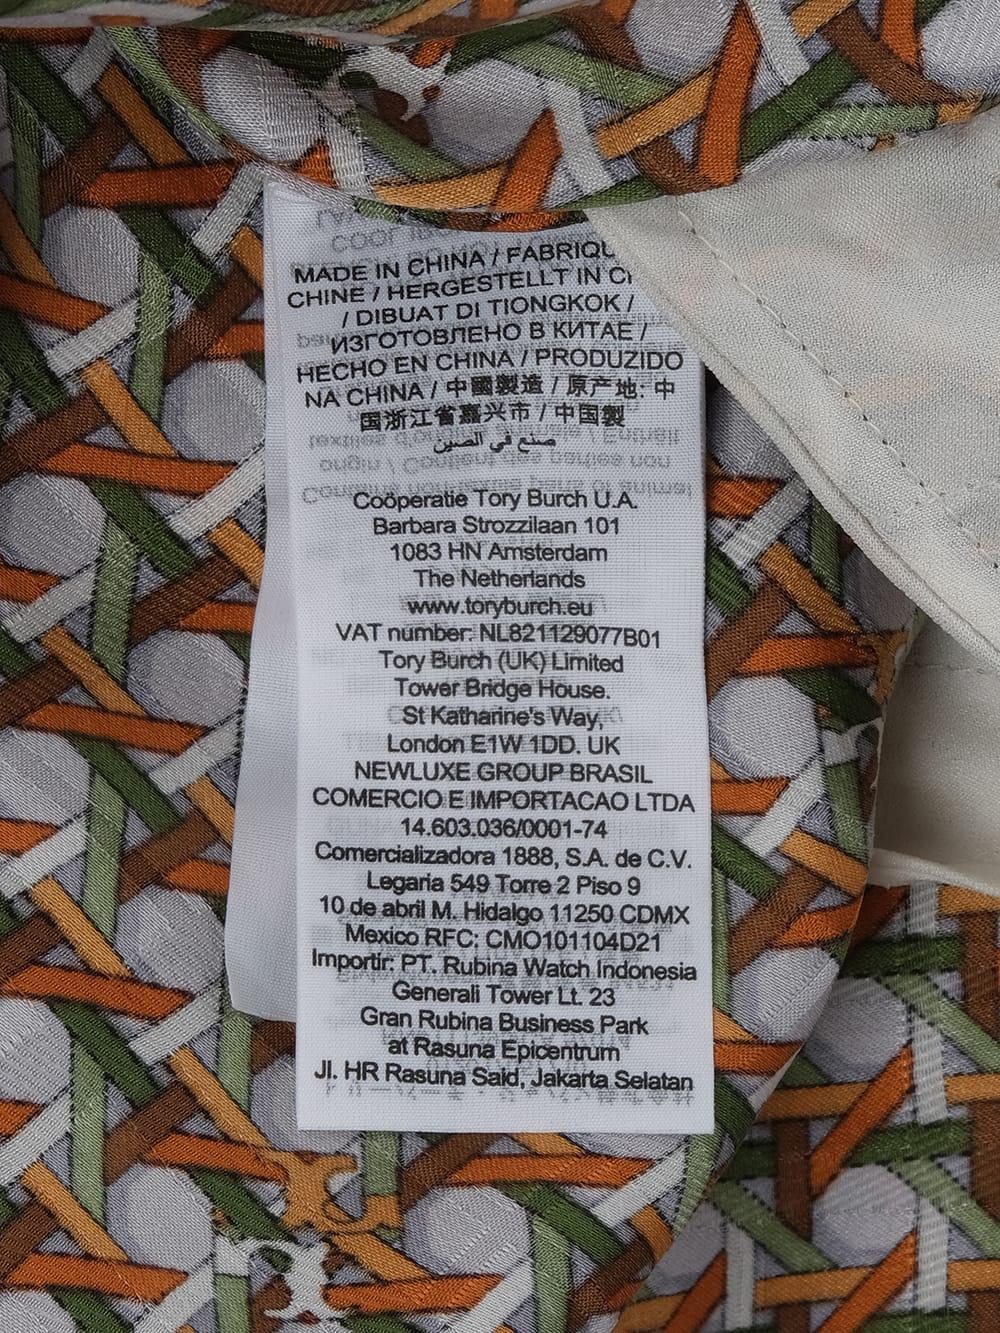 MADE IN CHINA / FABRIQU
CHINE / HERGESTELLT IN C
/ DIBUAT DI TIONGKOK /
ИЗГОТОВЛЕНО В КИТАЕ /
HECHO EN CHINA / PRODUZIDO
NA CHINA / 中國製造 / 原产地: 中
国浙江省嘉兴市 / 中国製
صنع في الصين
Coöperatie Tory Burch U.A.
Barbara Strozzilaan 101
1083 HN Amsterdam
The Netherlands
www.toryburch.eu
VAT number: NL821129077B01
Tory Burch (UK) Limited
Tower Bridge House.
St Katharine's Way,
London E1W 1DD. UK
NEWLUXE GROUP BRASIL
COMERCIO E IMPORTACAO LTDA
14.603.036/0001-74
Comercializadora 1888, S.A. de C.V.
Legaria 549 Torre 2 Piso 9
10 de abril M. Hidalgo 11250 CDMX
Mexico RFC: CMO101104D21
Importir: PT. Rubina Watch Indonesia
Generali Tower Lt. 23
Gran Rubina Business Park
at Rasuna Epicentrum
Jl. HR Rasuna Said, Jakarta Selatan